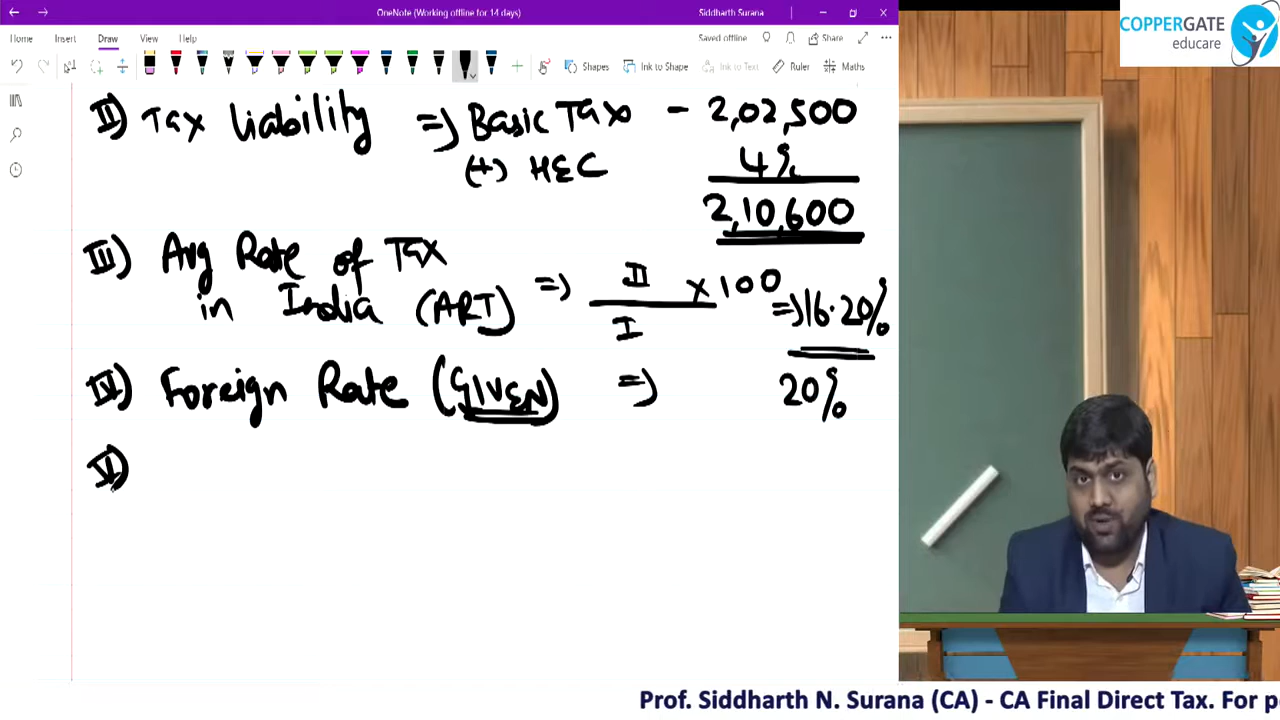 OneNote (Working offline for 14 days)
Siddharth Surana
Home Insert Draw View Help
Saved offline
Share
Shapes
Ink to Shape
Ink to Text
Ruler
Maths
COPPERGATE
educare
II) Tax liability => Basic Tax - 2,02,500
(+) HEC 4%
2,10,600
III) Avg Rate of Tax
in India (ART) => II / I x 100 => 16.20%
IV) Foreign Rate (GIVEN) => 20%
V)
Prof. Siddharth N. Surana (CA) - CA Final Direct Tax. For p